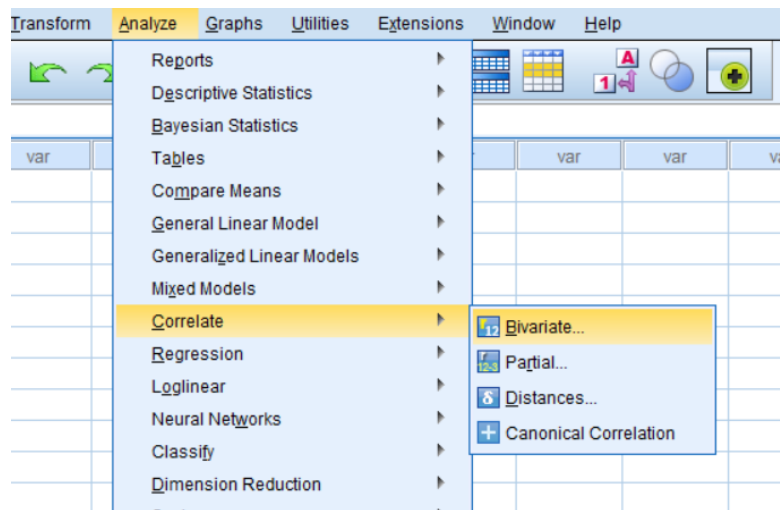 Transform Analyze Graphs Utilities Extensions Window Help
Reports
Descriptive Statistics
Bayesian Statistics
var var var
Tables
Compare Means
General Linear Model
Generalized Linear Models
Mixed Models
Correlate
Bivariate...
Regression
Partial...
Loglinear
Distances...
Neural Networks
Canonical Correlation
Classify
Dimension Reduction